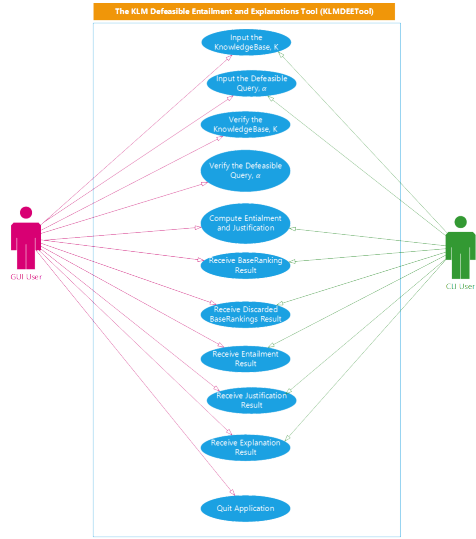 The KLM Defeasible Entailment and Explanations Tool (KLMDEETool)
Input the
KnowledgeBase, K
Input the Defeasible
Query, α
Verify the
KnowledgeBase, K
Verify the Defeasible
Query, α
Compute Entialment
and Justification
Receive BaseRanking
Result
Receive Discarded
BaseRankings Result
Receive Entailment
Result
Receive Justification
Result
Receive Explanation
Result
Quit Application
GUI User
CLI User